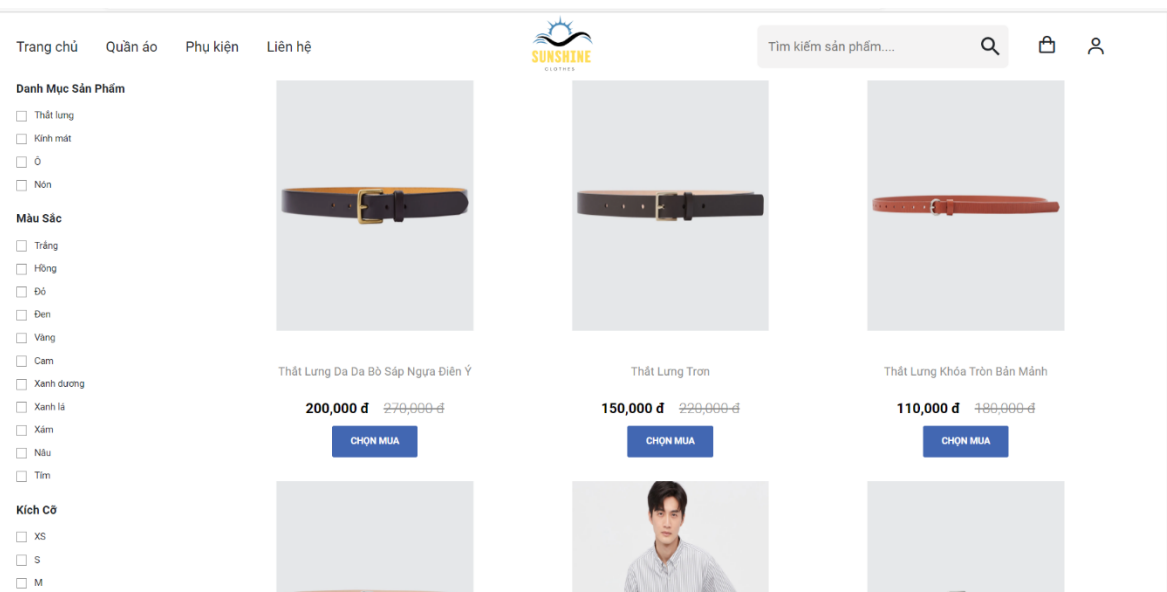 Trang chủ Quần áo Phụ kiện Liên hệ
SUNSHINE
CLOTHES
Tìm kiếm sản phẩm....
Danh Mục Sản Phẩm
Thắt lưng
Kính mát
Ô
Nón
Màu Sắc
Trắng
Hồng
Đỏ
Đen
Vàng
Cam
Xanh dương
Xanh lá
Xám
Nâu
Tím
Kích Cỡ
XS
S
M
Thắt Lưng Da Da Bò Sáp Ngựa Điên Ý
200,000 đ 270,000 đ
CHỌN MUA
Thắt Lưng Trơn
150,000 đ 220,000 đ
CHỌN MUA
Thắt Lưng Khóa Tròn Bản Mảnh
110,000 đ 180,000 đ
CHỌN MUA